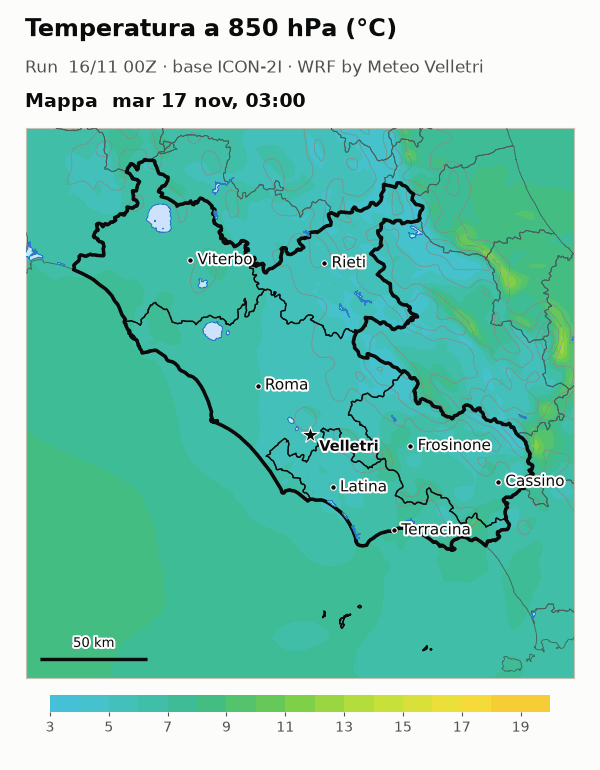 Temperatura a 850 hPa (°C)
Run  16/11 00Z · base ICON-2I · WRF by Meteo Velletri
Mappa  mar 17 nov, 03:00
Viterbo
Rieti
Roma
Velletri
Frosinone
Latina
Cassino
Terracina
50 km
3 5 7 9 11 13 15 17 19